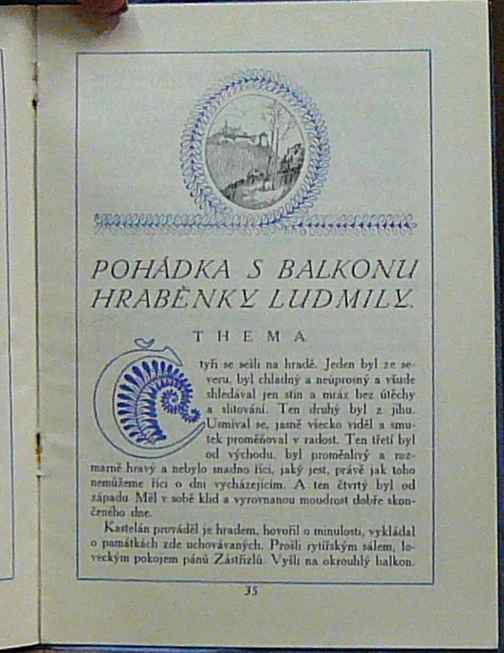 POHÁDKA S BALKONU
HRABĚNKY LUDMILY.
THEMA
Čtyři se sešli na hradě. Jeden byl ze se-
veru, byl chladný a neúprosný a všude
shledával jen stín a mráz bez útěchy
a slitování. Ten druhý byl z jihu.
Usmíval se, jasně všecko viděl a smu-
tek proměňoval v radost. Ten třetí byl
od východu, byl proměnlivý a roz-
marně hravý a nebylo snadno říci, jaký jest, právě jak toho
nemůžeme říci o dni vycházejícím. A ten čtvrtý byl od
západu. Měl v sobě klid a vyrovnanou moudrost dobře skon-
čeného dne.
Kastelán prováděl je hradem, hovořil o minulosti, vykládal
o památkách zde uchovávaných. Prošli rytířským sálem, lo-
veckým pokojem pánů Zástřizlů. Vyšli na okrouhlý balkon.
35